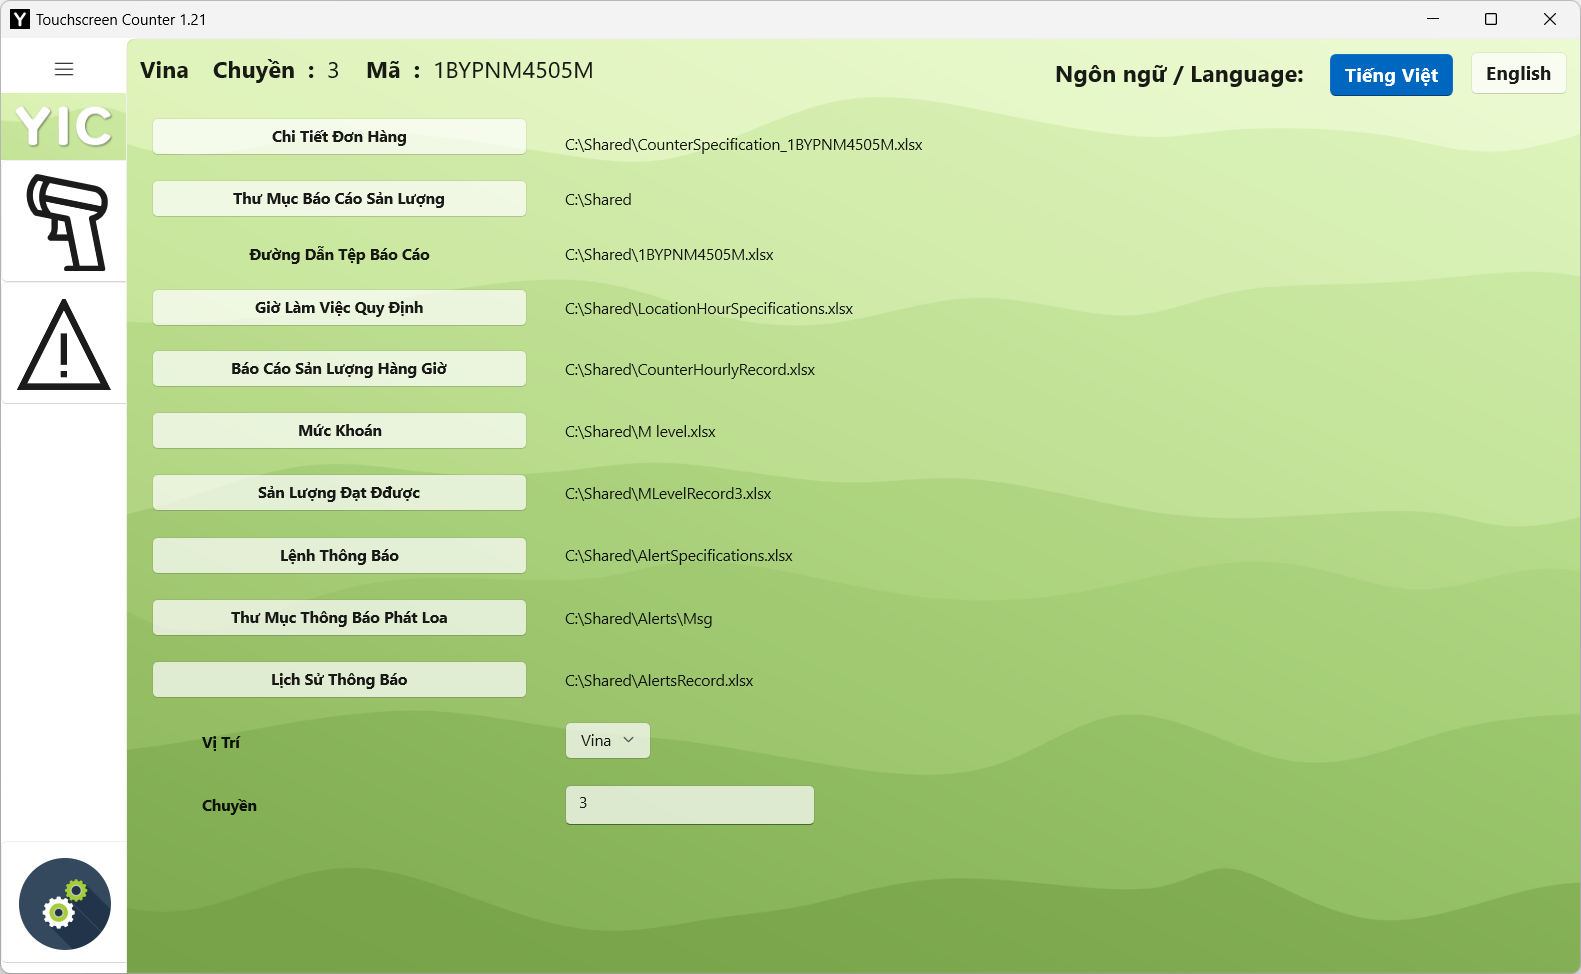 Y Touchscreen Counter 1.21
Vina Chuyền : 3 Mã : 1BYPNM4505M
Ngôn ngữ / Language: Tiếng Việt English
YIC
Chi Tiết Đơn Hàng C:\Shared\CounterSpecification_1BYPNM4505M.xlsx
Thư Mục Báo Cáo Sản Lượng C:\Shared
Đường Dẫn Tệp Báo Cáo C:\Shared\1BYPNM4505M.xlsx
Giờ Làm Việc Quy Định C:\Shared\LocationHourSpecifications.xlsx
Báo Cáo Sản Lượng Hàng Giờ C:\Shared\CounterHourlyRecord.xlsx
Mức Khoán C:\Shared\M level.xlsx
Sản Lượng Đạt Đđược C:\Shared\MLevelRecord3.xlsx
Lệnh Thông Báo C:\Shared\AlertSpecifications.xlsx
Thư Mục Thông Báo Phát Loa C:\Shared\Alerts\Msg
Lịch Sử Thông Báo C:\Shared\AlertsRecord.xlsx
Vị Trí Vina
Chuyền 3